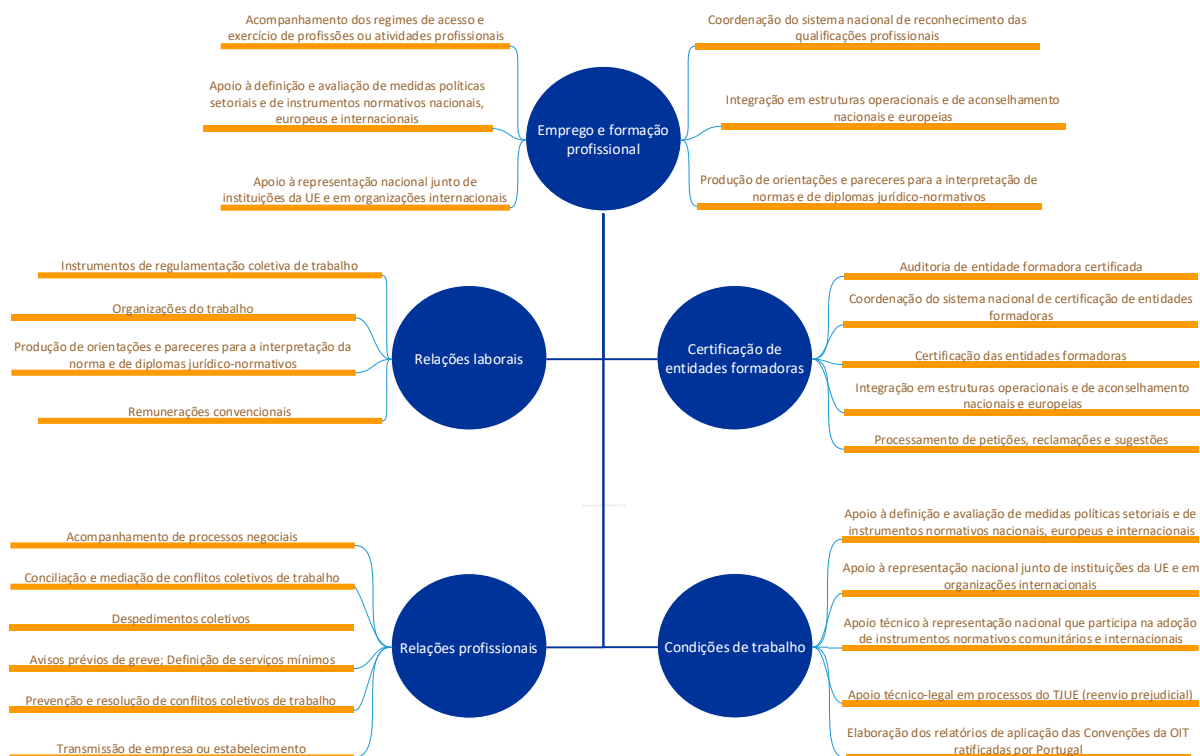 Acompanhamento dos regimes de acesso e
exercício de profissões ou atividades profissionais
Apoio à definição e avaliação de medidas políticas
setoriais e de instrumentos normativos nacionais,
europeus e internacionais
Apoio à representação nacional junto de
instituições da UE e em organizações internacionais
Emprego e formação
profissional
Coordenação do sistema nacional de reconhecimento das
qualificações profissionais
Integração em estruturas operacionais e de aconselhamento
nacionais e europeias
Produção de orientações e pareceres para a interpretação de
normas e de diplomas jurídico-normativos
Instrumentos de regulamentação coletiva de trabalho
Organizações do trabalho
Produção de orientações e pareceres para a interpretação da
norma e de diplomas jurídico-normativos
Remunerações convencionais
Relações laborais
Certificação de
entidades formadoras
Auditoria de entidade formadora certificada
Coordenação do sistema nacional de certificação de entidades
formadoras
Certificação das entidades formadoras
Integração em estruturas operacionais e de aconselhamento
nacionais e europeias
Processamento de petições, reclamações e sugestões
Acompanhamento de processos negociais
Conciliação e mediação de conflitos coletivos de trabalho
Despedimentos coletivos
Avisos prévios de greve; Definição de serviços mínimos
Prevenção e resolução de conflitos coletivos de trabalho
Transmissão de empresa ou estabelecimento
Relações profissionais
Condições de trabalho
Apoio à definição e avaliação de medidas políticas setoriais e de
instrumentos normativos nacionais, europeus e internacionais
Apoio à representação nacional junto de instituições da UE e em
organizações internacionais
Apoio técnico à representação nacional que participa na adoção
de instrumentos normativos comunitários e internacionais
Apoio técnico-legal em processos do TJUE (reenvio prejudicial)
Elaboração dos relatórios de aplicação das Convenções da OIT
ratificadas por Portugal